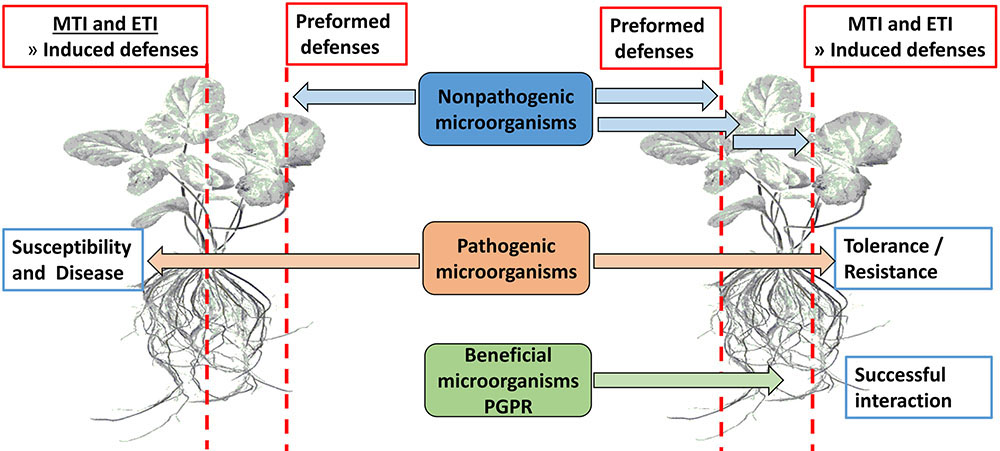 MTI and ETI
» Induced defenses
Preformed
defenses
Preformed
defenses
MTI and ETI
» Induced defenses
Nonpathogenic
microorganisms
Susceptibility
and Disease
Pathogenic
microorganisms
Tolerance /
Resistance
Beneficial
microorganisms
PGPR
Successful
interaction